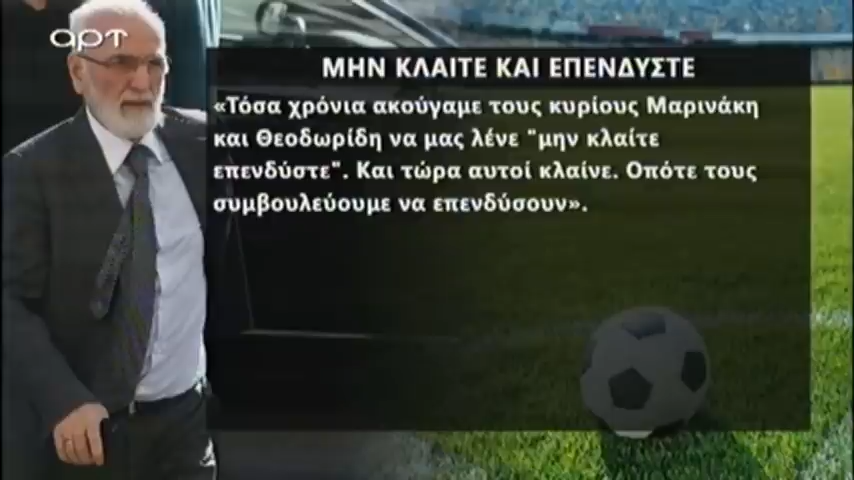 αρτ
ΜΗΝ ΚΛΑΙΤΕ ΚΑΙ ΕΠΕΝΔΥΣΤΕ
«Τόσα χρόνια ακούγαμε τους κυρίους Μαρινάκη
και Θεοδωρίδη να μας λένε "μην κλαίτε
επενδύστε". Και τώρα αυτοί κλαίνε. Οπότε τους
συμβουλεύουμε να επενδύσουν».